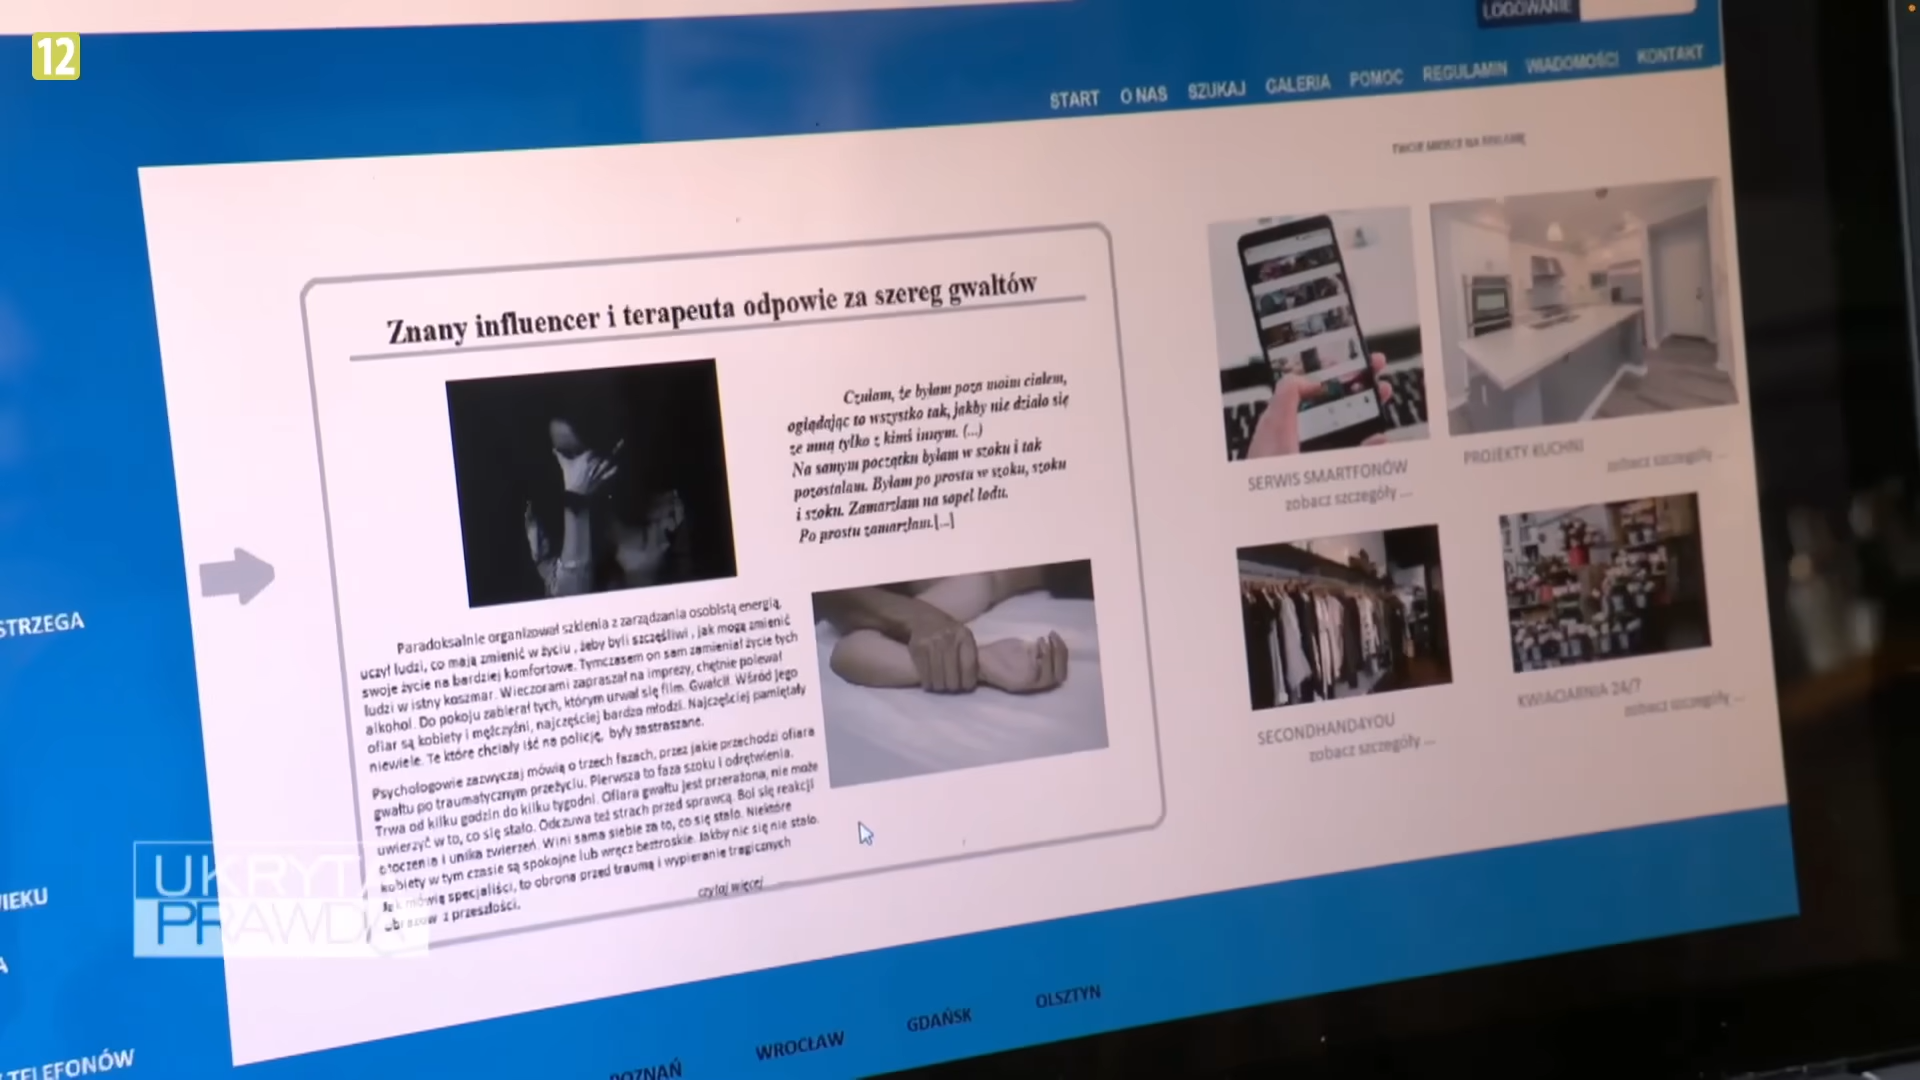 12
LOGOWANIE
START O NAS SZUKAJ GALERIA POMOC REGULAMIN WIADOMOŚCI KONTAKT
TWOJE MIEJSCE NA REKLAMĘ
Znany influencer i terapeuta odpowie za szereg gwałtów
Czułam, że byłam poza moim ciałem,
oglądając to wszystko tak, jakby nie działo się
ze mną tylko z kimś innym. (...)
Na samym początku byłam w szoku i tak
pozostałam. Byłam po prostu w szoku, szoku
i szoku. Zamarzłam na sopel lodu.
Po prostu zamarzłam.[...]
Paradoksalnie organizował szklenia z zarządzania osobistą energią,
uczył ludzi, co mają zmienić w życiu , żeby byli szczęśliwi , jak mogą zmienić
swoje życie na bardziej komfortowe. Tymczasem on sam zamieniał życie tych
ludzi w istny koszmar. Wieczorami zapraszał na imprezy, chętnie polewał
alkohol. Do pokoju zabierał tych, którym urwał się film. Gwałcił. Wśród jego
ofiar są kobiety i mężczyźni, najczęściej bardzo młodzi. Najczęściej pamiętały
niewiele. Te które chciały iść na policję, były zastraszane.
Psychologowie zazwyczaj mówią o trzech fazach, przez jakie przechodzi ofiara
gwałtu po traumatycznym przeżyciu. Pierwsza to faza szoku i odrętwienia.
Trwa od kilku godzin do kilku tygodni. Ofiara gwałtu jest przerażona, nie może
uwierzyć w to, co się stało. Odczuwa też strach przed sprawcą. Boi się reakcji
otoczenia i unika zwierzeń. Wini sama siebie za to, co się stało. Niektóre
kobiety w tym czasie są spokojne lub wręcz beztroskie. Jakby nic się nie stało.
Jak mówią specjaliści, to obrona przed traumą i wypieranie tragicznych
obrazów z przeszłości.
czytaj więcej
SERWIS SMARTFONÓW
zobacz szczegóły ...
PROJEKTY KUCHNI
zobacz szczegóły ...
SECONDHAND4YOU
zobacz szczegóły ...
KWIACIARNIA 24/7
zobacz szczegóły ...
STRZEGA
WIEKU
A
TELEFONÓW
POZNAŃ WROCŁAW GDAŃSK OLSZTYN
UKRYTA
PRAWDA